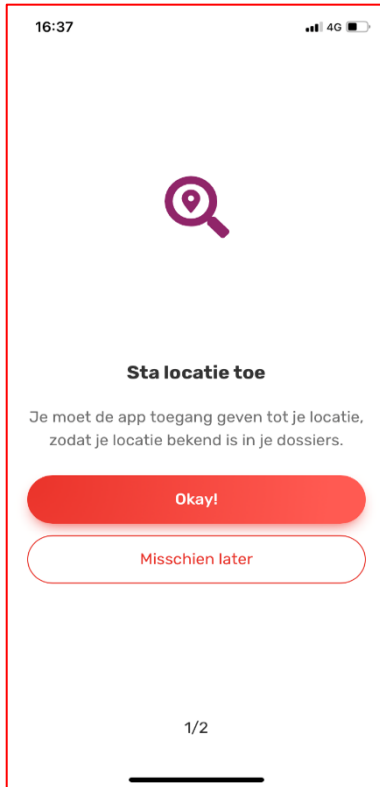 16:37
4G
Sta locatie toe
Je moet de app toegang geven tot je locatie,
zodat je locatie bekend is in je dossiers.
Okay!
Misschien later
1/2